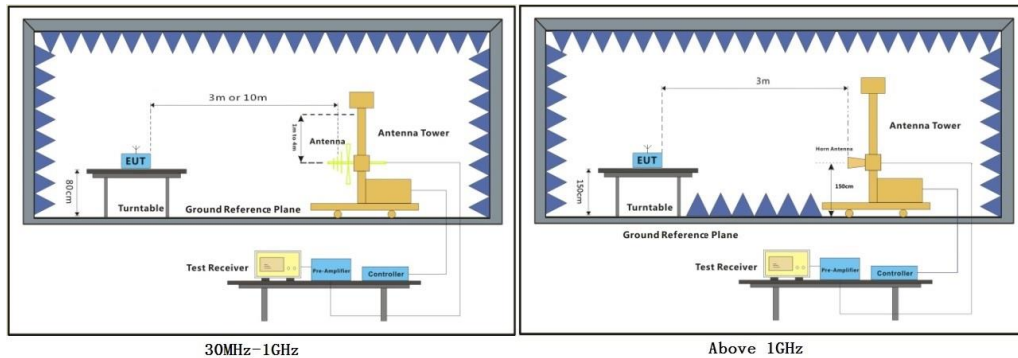 3m or 10m
1m to 4m
Antenna
Antenna Tower
EUT
80cm
Turntable
Ground Reference Plane
Test Receiver
Pre-Amplifier
Controller
30MHz-1GHz
3m
Antenna Tower
Horn Antenna
EUT
150cm
150cm
Turntable
Ground Reference Plane
Test Receiver
Pre-Amplifier
Controller
Above 1GHz